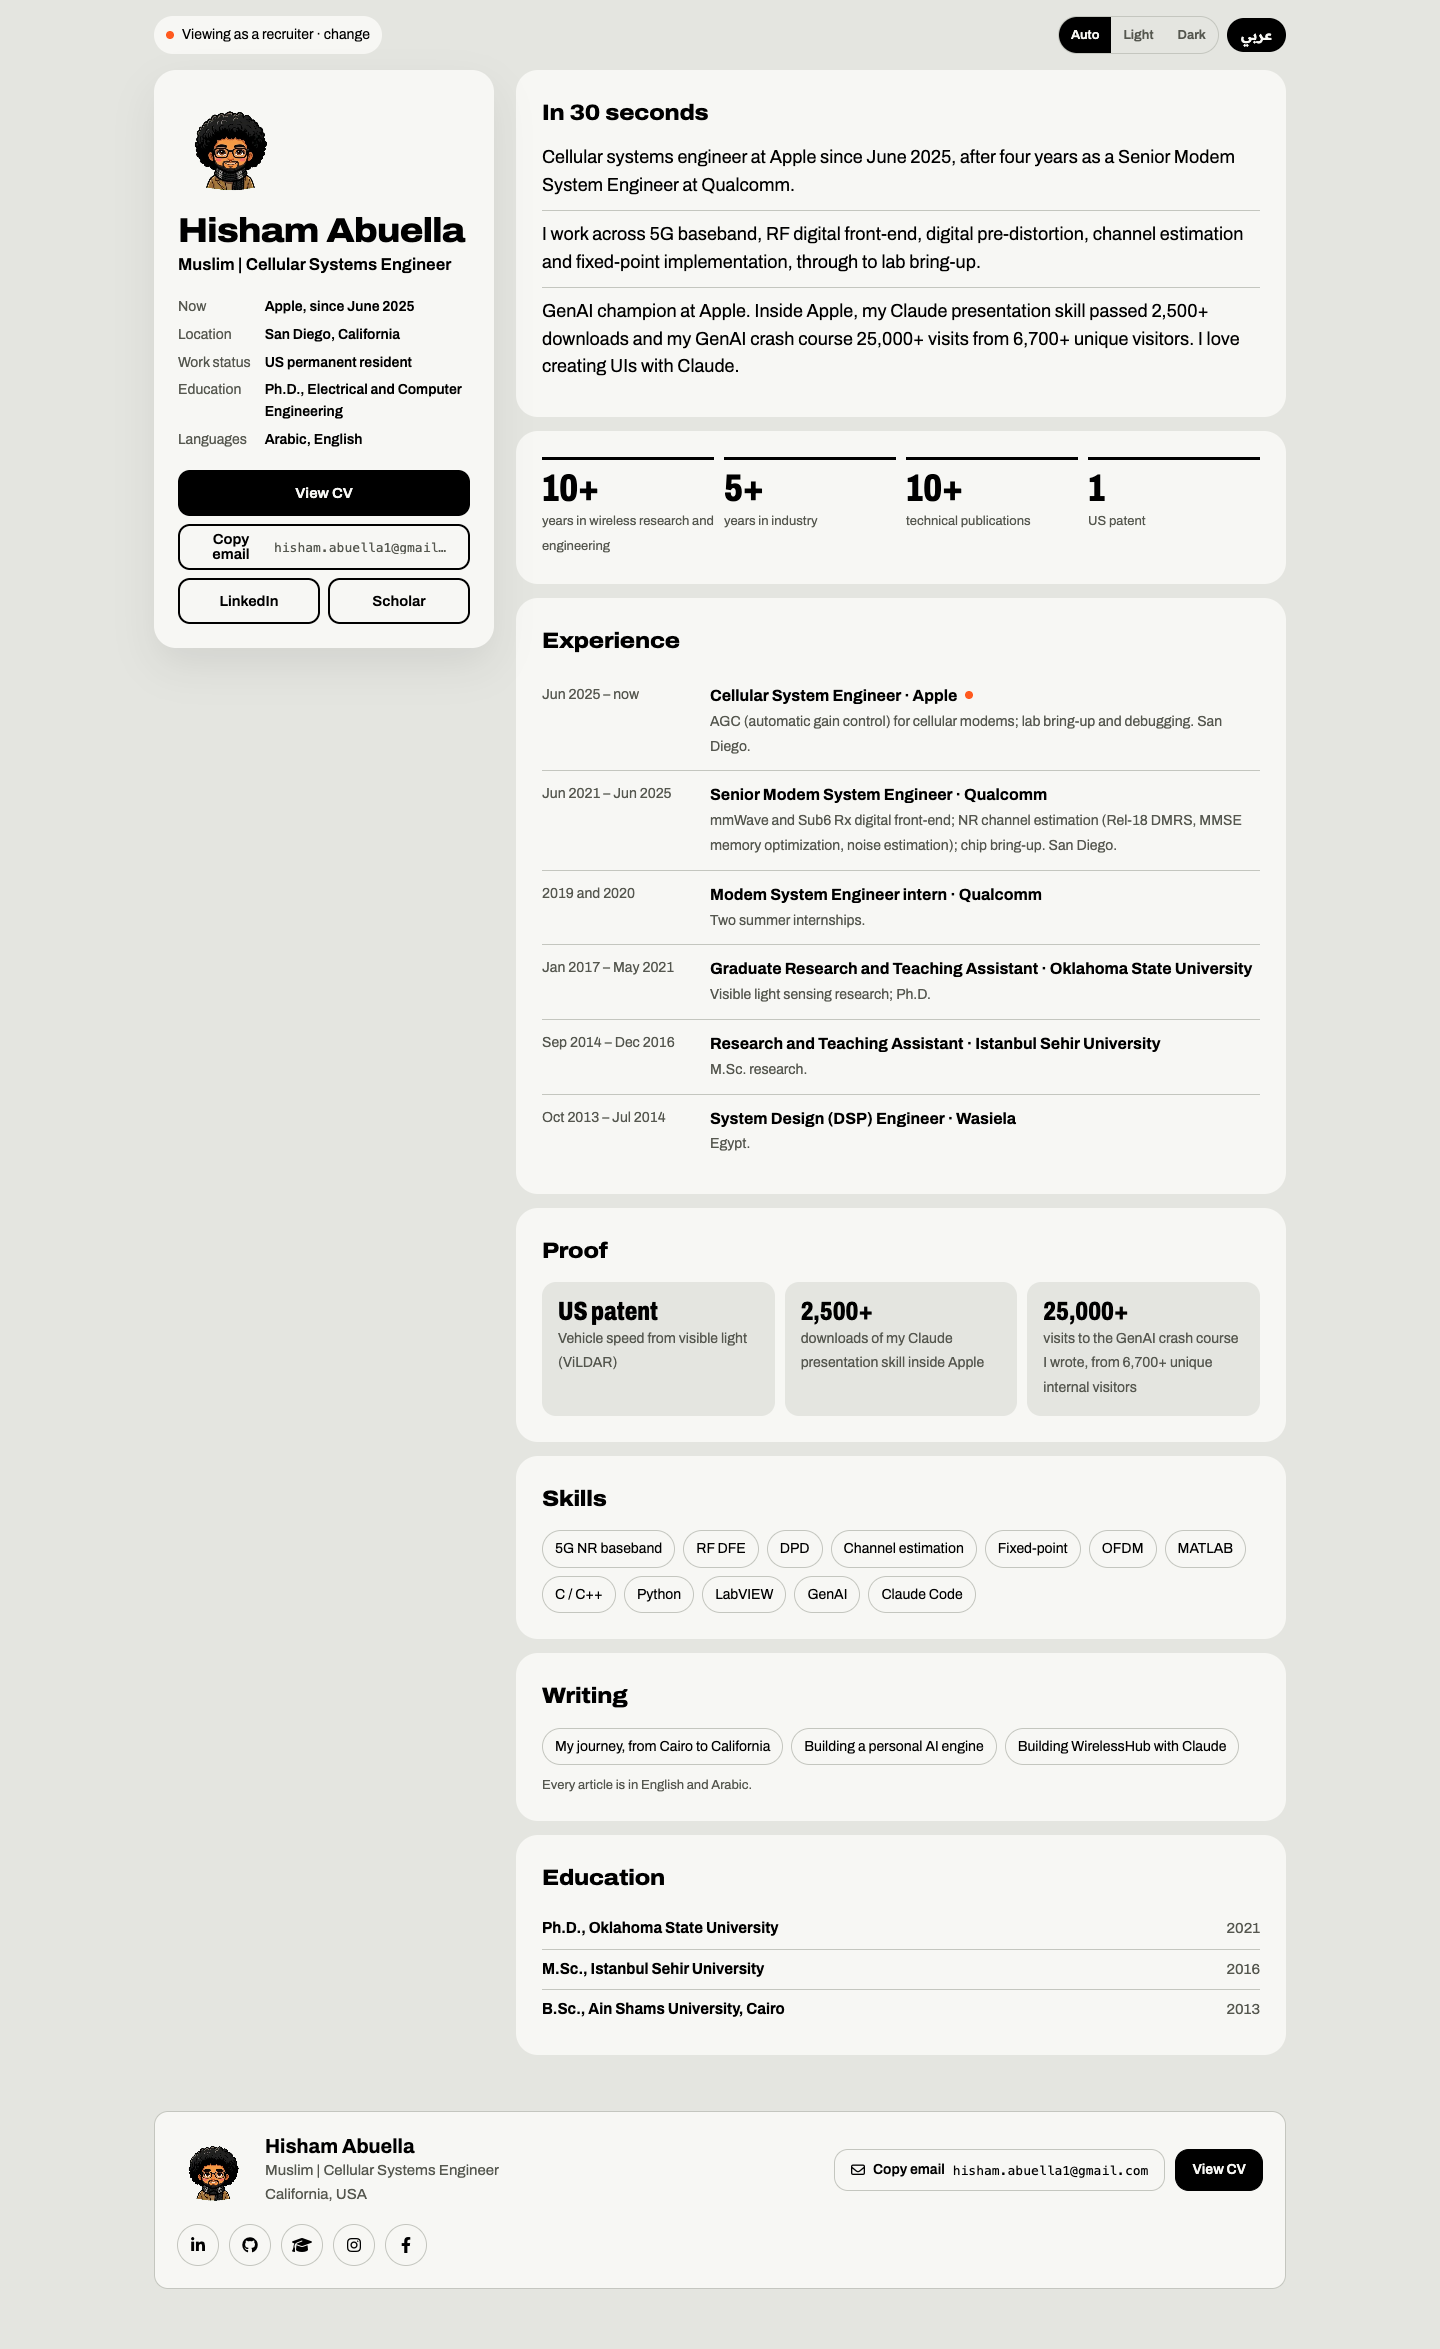 Viewing as a recruiter · change
Auto
Light
Dark
عربي
Hisham Abuella
Muslim | Cellular Systems Engineer
Now Apple, since June 2025
Location San Diego, California
Work status US permanent resident
Education Ph.D., Electrical and Computer
Engineering
Languages Arabic, English
View CV
Copy
email
hisham.abuella1@gmail…
LinkedIn
Scholar
In 30 seconds
Cellular systems engineer at Apple since June 2025, after four years as a Senior Modem
System Engineer at Qualcomm.
I work across 5G baseband, RF digital front-end, digital pre-distortion, channel estimation
and fixed-point implementation, through to lab bring-up.
GenAI champion at Apple. Inside Apple, my Claude presentation skill passed 2,500+
downloads and my GenAI crash course 25,000+ visits from 6,700+ unique visitors. I love
creating UIs with Claude.
10+
years in wireless research and
engineering
5+
years in industry
10+
technical publications
1
US patent
Experience
Jun 2025 – now
Cellular System Engineer · Apple
AGC (automatic gain control) for cellular modems; lab bring-up and debugging. San
Diego.
Jun 2021 – Jun 2025
Senior Modem System Engineer · Qualcomm
mmWave and Sub6 Rx digital front-end; NR channel estimation (Rel-18 DMRS, MMSE
memory optimization, noise estimation); chip bring-up. San Diego.
2019 and 2020
Modem System Engineer intern · Qualcomm
Two summer internships.
Jan 2017 – May 2021
Graduate Research and Teaching Assistant · Oklahoma State University
Visible light sensing research; Ph.D.
Sep 2014 – Dec 2016
Research and Teaching Assistant · Istanbul Sehir University
M.Sc. research.
Oct 2013 – Jul 2014
System Design (DSP) Engineer · Wasiela
Egypt.
Proof
US patent
Vehicle speed from visible light
(ViLDAR)
2,500+
downloads of my Claude
presentation skill inside Apple
25,000+
visits to the GenAI crash course
I wrote, from 6,700+ unique
internal visitors
Skills
5G NR baseband
RF DFE
DPD
Channel estimation
Fixed-point
OFDM
MATLAB
C / C++
Python
LabVIEW
GenAI
Claude Code
Writing
My journey, from Cairo to California
Building a personal AI engine
Building WirelessHub with Claude
Every article is in English and Arabic.
Education
Ph.D., Oklahoma State University 2021
M.Sc., Istanbul Sehir University 2016
B.Sc., Ain Shams University, Cairo 2013
Hisham Abuella
Muslim | Cellular Systems Engineer
California, USA
Copy email hisham.abuella1@gmail.com
View CV